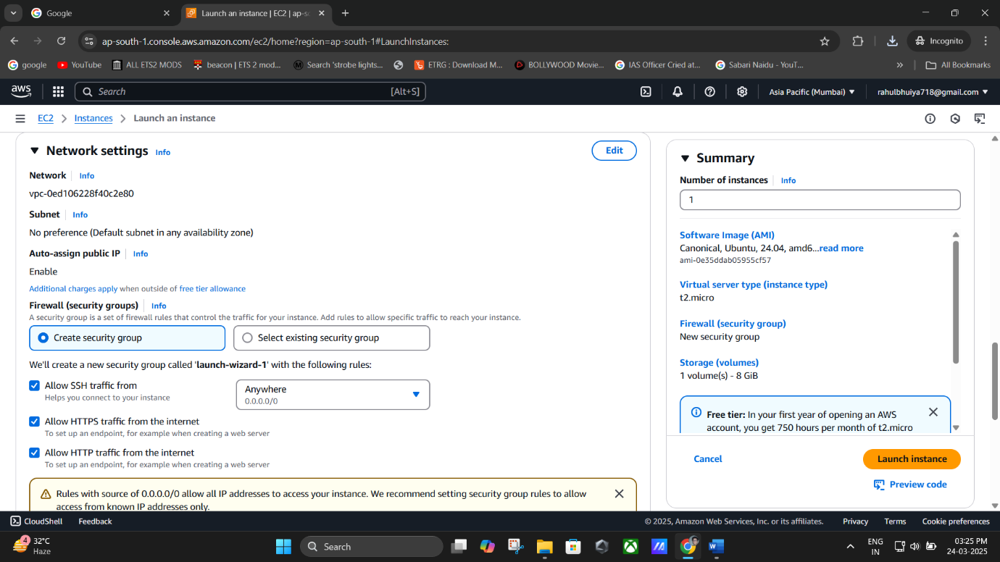 Google
Launch an instance | EC2 | ap-so
ap-south-1.console.aws.amazon.com/ec2/home?region=ap-south-1#LaunchInstances:
Incognito
google
YouTube
ALL ETS2 MODS
beacon | ETS 2 mod...
Search 'strobe lights...
ETRG : Download M...
BOLLYWOOD Movie...
IAS Officer Cried at...
Sabari Naidu - YouT...
»
All Bookmarks
aws
Search
[Alt+S]
Asia Pacific (Mumbai)
rahulbhuiya718@gmail.com
EC2
Instances
Launch an instance
Network settings Info
Edit
Network
Info
vpc-0ed106228f40c2e80
Subnet
Info
No preference (Default subnet in any availability zone)
Auto-assign public IP
Info
Enable
Additional charges apply when outside of free tier allowance
Firewall (security groups)
Info
A security group is a set of firewall rules that control the traffic for your instance. Add rules to allow specific traffic to reach your instance.
Create security group
Select existing security group
We'll create a new security group called 'launch-wizard-1' with the following rules:
Allow SSH traffic from
Helps you connect to your instance
Anywhere
0.0.0.0/0
Allow HTTPS traffic from the internet
To set up an endpoint, for example when creating a web server
Allow HTTP traffic from the internet
To set up an endpoint, for example when creating a web server
Rules with source of 0.0.0.0/0 allow all IP addresses to access your instance. We recommend setting security group rules to allow
access from known IP addresses only.
Summary
Number of instances
Info
1
Software Image (AMI)
Canonical, Ubuntu, 24.04, amd6...read more
ami-0e35ddab05955cf57
Virtual server type (instance type)
t2.micro
Firewall (security group)
New security group
Storage (volumes)
1 volume(s) - 8 GiB
Free tier: In your first year of opening an AWS
account, you get 750 hours per month of t2.micro
Cancel
Launch instance
Preview code
CloudShell
Feedback
© 2025, Amazon Web Services, Inc. or its affiliates.
Privacy
Terms
Cookie preferences
4
32°C
Haze
Search
ENG
IN
03:25 PM
24-03-2025